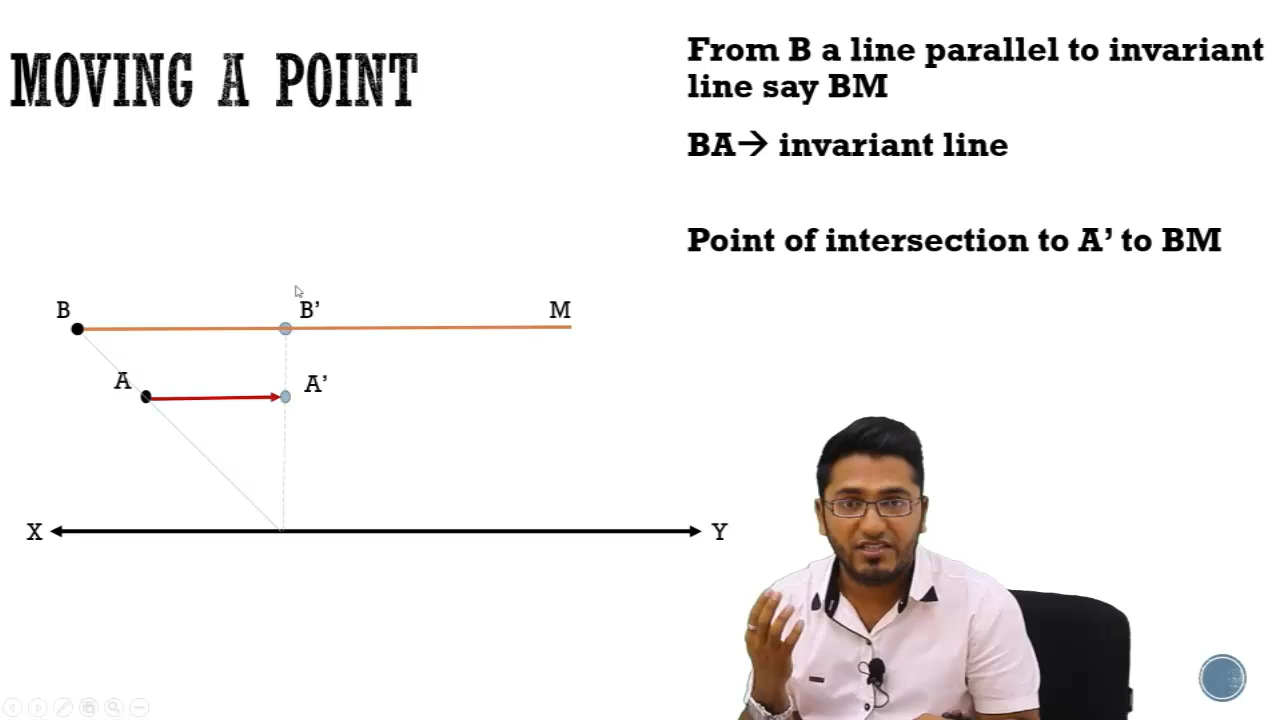 MOVING A POINT
From B a line parallel to invariant
line say BM
BA→ invariant line
Point of intersection to A’ to BM
B
B’
M
A
A’
X
Y